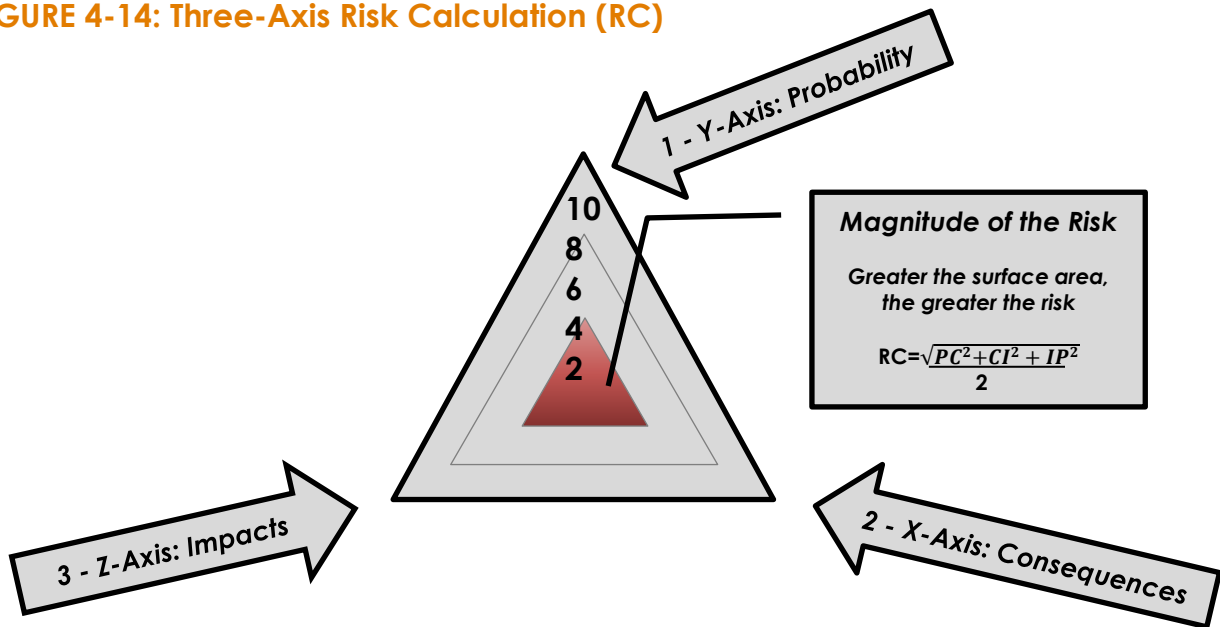 GURE 4-14: Three-Axis Risk Calculation (RC)
1 - Y-Axis: Probability
10
8
6
4
2
Magnitude of the Risk
Greater the surface area,
the greater the risk
RC=√PC²+CI² + IP²
2
3 - Z-Axis: Impacts
2 - X-Axis: Consequences